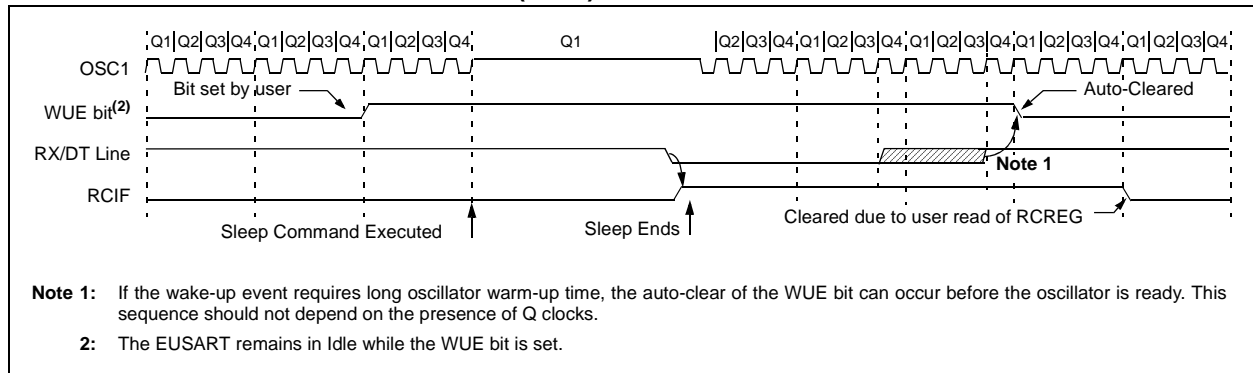 Q1 Q2 Q3 Q4 Q1 Q2 Q3 Q4 Q1 Q2 Q3 Q4 Q1 Q2 Q3 Q4 Q1 Q2 Q3 Q4 Q1 Q2 Q3 Q4 Q1 Q2 Q3 Q4 Q1 Q2 Q3 Q4
OSC1
Bit set by user
Auto-Cleared
WUE bit(2)
RX/DT Line
Note 1
RCIF
Cleared due to user read of RCREG
Sleep Command Executed
Sleep Ends
Note 1: If the wake-up event requires long oscillator warm-up time, the auto-clear of the WUE bit can occur before the oscillator is ready. This
sequence should not depend on the presence of Q clocks.
2: The EUSART remains in Idle while the WUE bit is set.